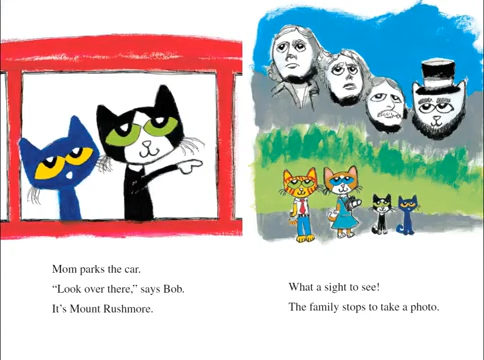 Mom parks the car.
“Look over there,” says Bob.
It’s Mount Rushmore.
What a sight to see!
The family stops to take a photo.